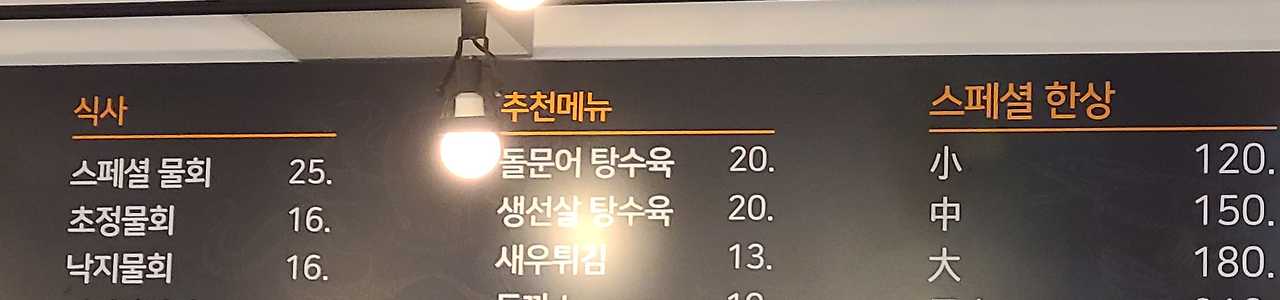 식사
스페셜 물회 25.
초정물회 16.
낙지물회 16.
추천메뉴
돌문어 탕수육 20.
생선살 탕수육 20.
새우튀김 13.
스페셜 한상
小 120.
中 150.
大 180.